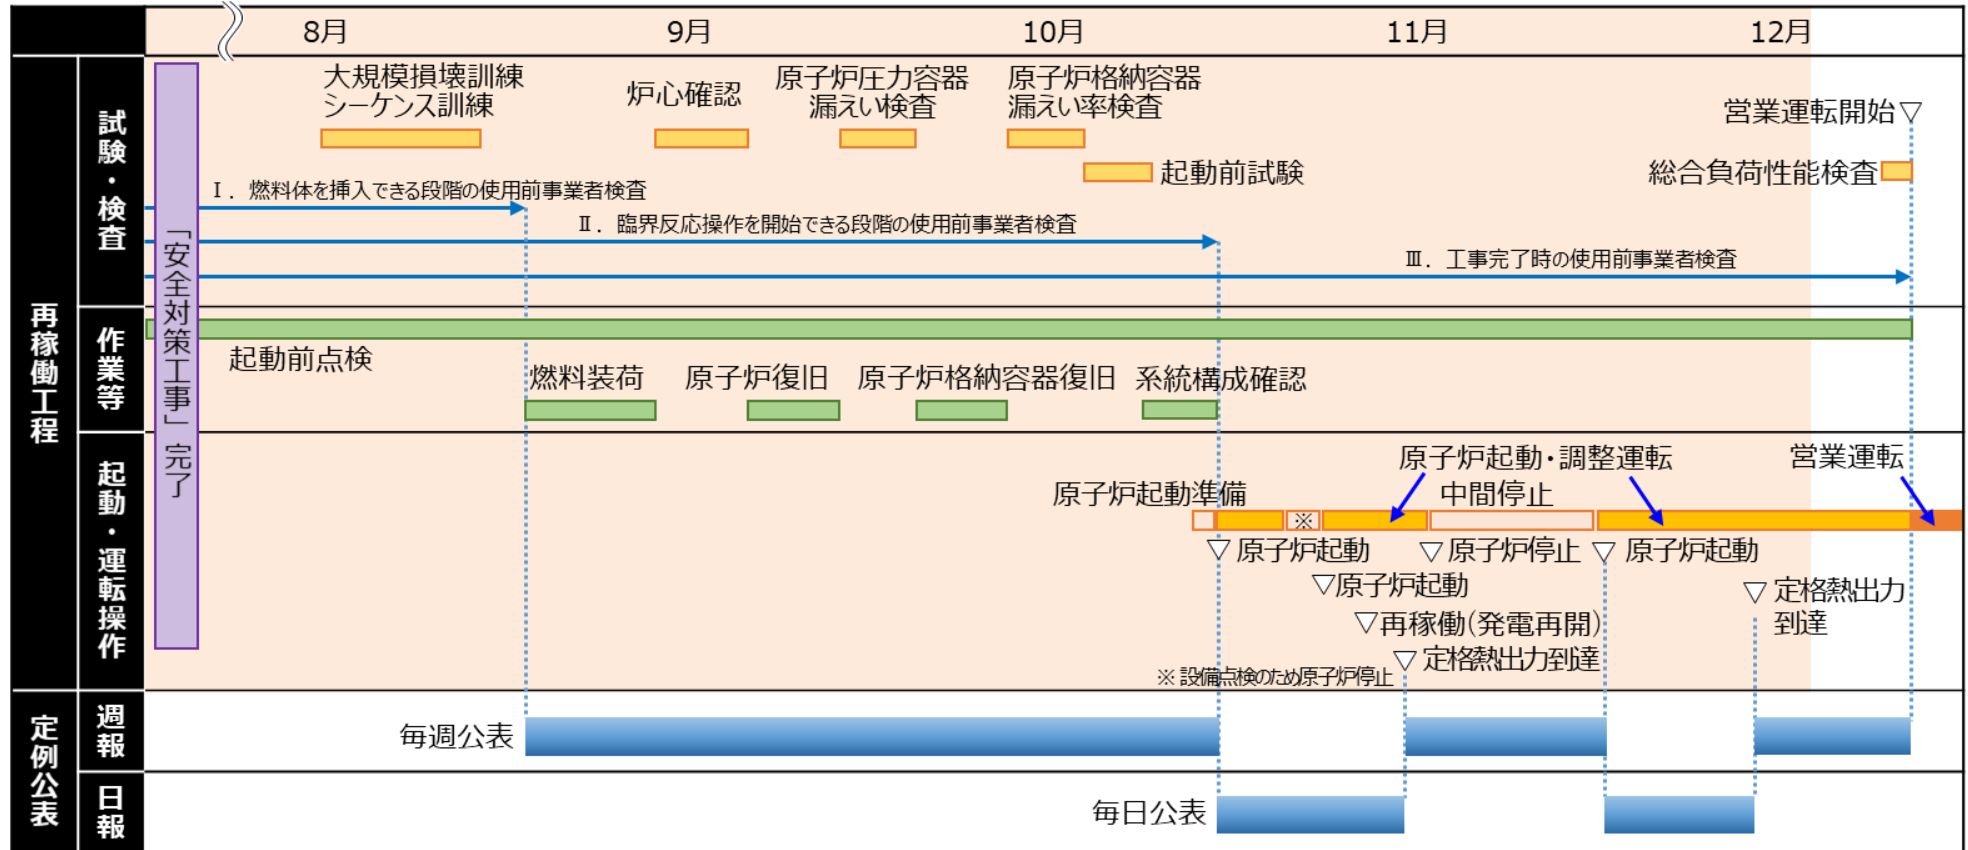 8月
9月
10月
11月
12月
再稼働工程
試験・検査
「安全対策工事」完了
大規模損壊訓練
シーケンス訓練
炉心確認
原子炉圧力容器
漏えい検査
原子炉格納容器
漏えい率検査
起動前試験
営業運転開始▽
総合負荷性能検査
Ⅰ．燃料体を挿入できる段階の使用前事業者検査
Ⅱ．臨界反応操作を開始できる段階の使用前事業者検査
Ⅲ．工事完了時の使用前事業者検査
作業等
起動前点検
燃料装荷
原子炉復旧
原子炉格納容器復旧
系統構成確認
起動・運転操作
原子炉起動・調整運転
営業運転
原子炉起動準備
中間停止
※
▽原子炉起動
▽原子炉停止
▽原子炉起動
▽原子炉起動
▽定格熱出力
到達
▽再稼働(発電再開)
▽定格熱出力到達
※設備点検のため原子炉停止
定例公表
週報
毎週公表
日報
毎日公表